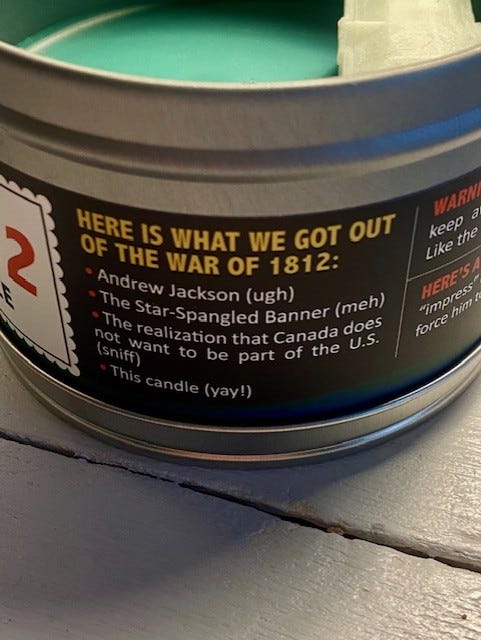 2
E
HERE IS WHAT WE GOT OUT
OF THE WAR OF 1812:
• Andrew Jackson (ugh)
• The Star-Spangled Banner (meh)
• The realization that Canada does
not want to be part of the U.S.
(sniff)
• This candle (yay!)
WARN
keep a
Like the
HERE'S A
"impress"
force him t